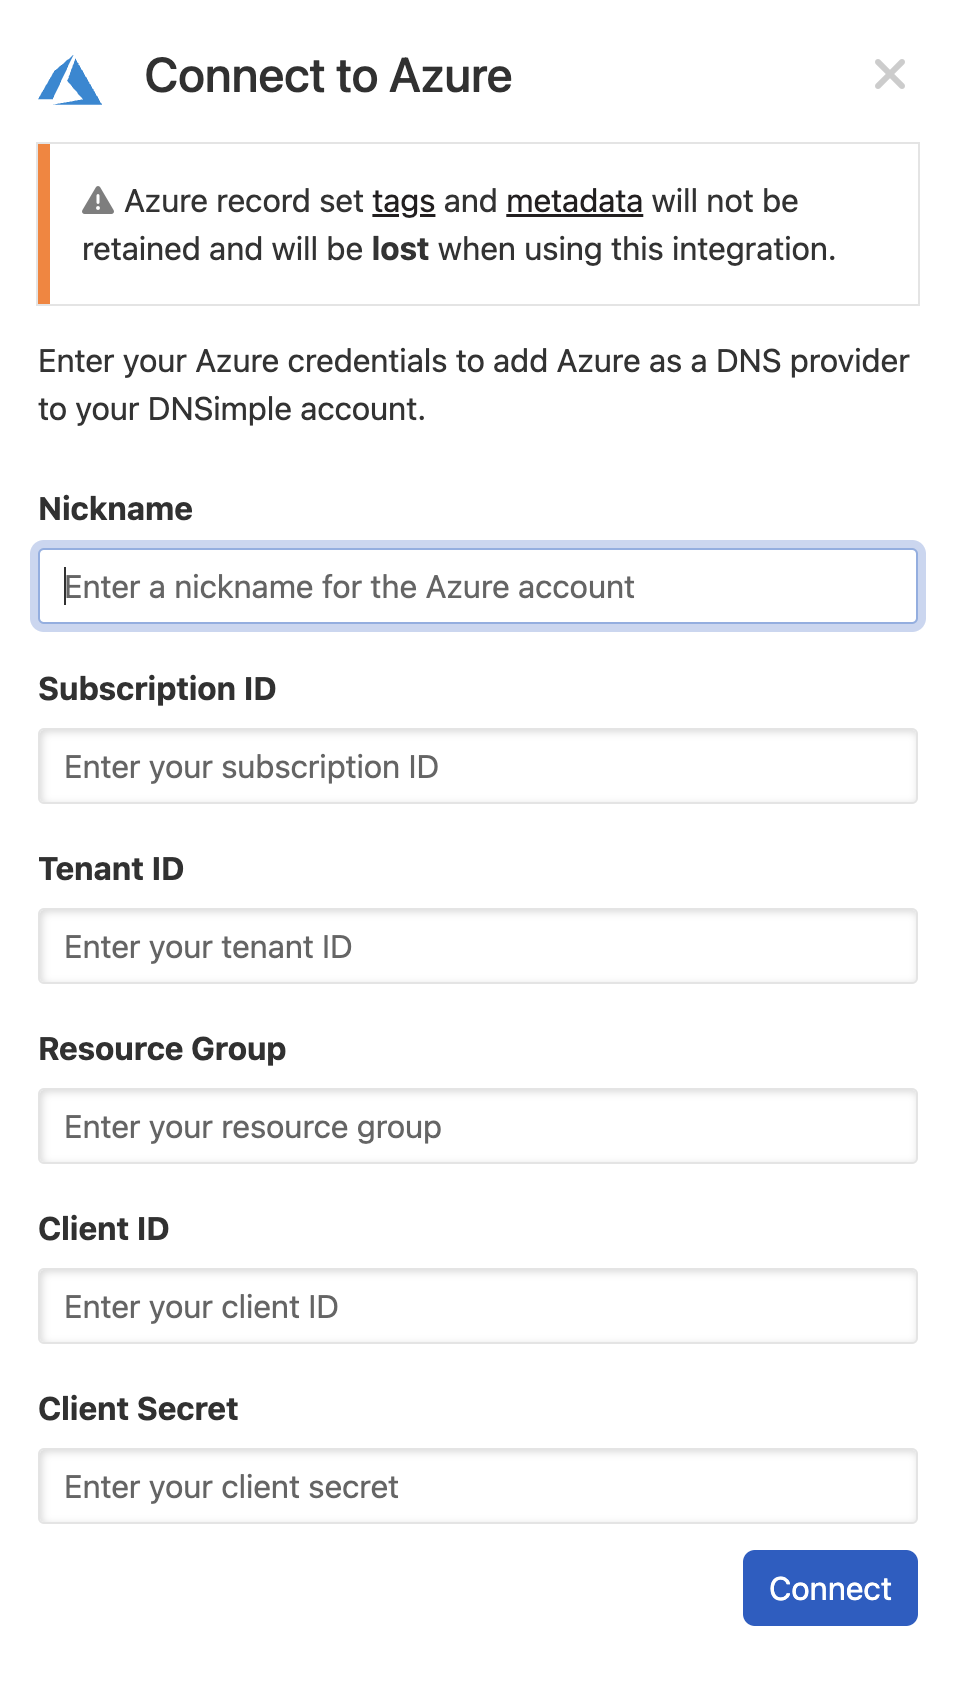 Connect to Azure
Azure record set tags and metadata will not be
retained and will be lost when using this integration.
Enter your Azure credentials to add Azure as a DNS provider
to your DNSimple account.
Nickname
Enter a nickname for the Azure account
Subscription ID
Enter your subscription ID
Tenant ID
Enter your tenant ID
Resource Group
Enter your resource group
Client ID
Enter your client ID
Client Secret
Enter your client secret
Connect